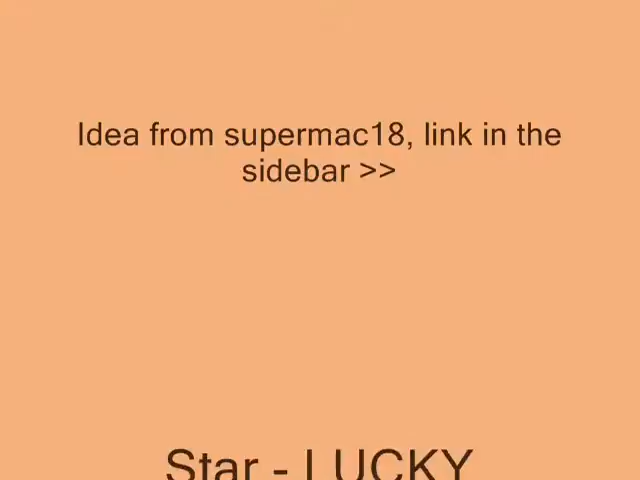 Idea from supermac18, link in the
sidebar >>
Star - LUCKY